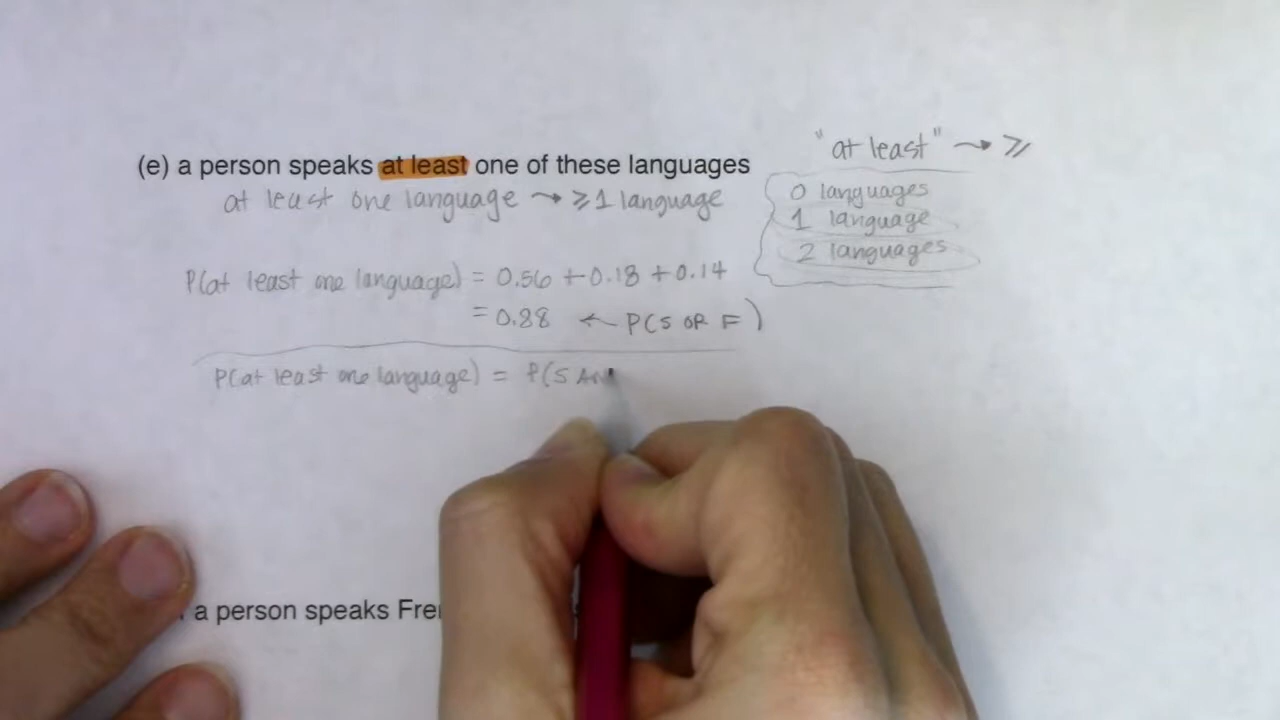 "at least" → ≥
(e) a person speaks at least one of these languages
at least one language → ≥1 language
0 languages
1 language
2 languages
P(at least one language) = 0.56 + 0.18 + 0.14
= 0.88 ← P(S OR F)
P(at least one language) = P(S AN
a person speaks